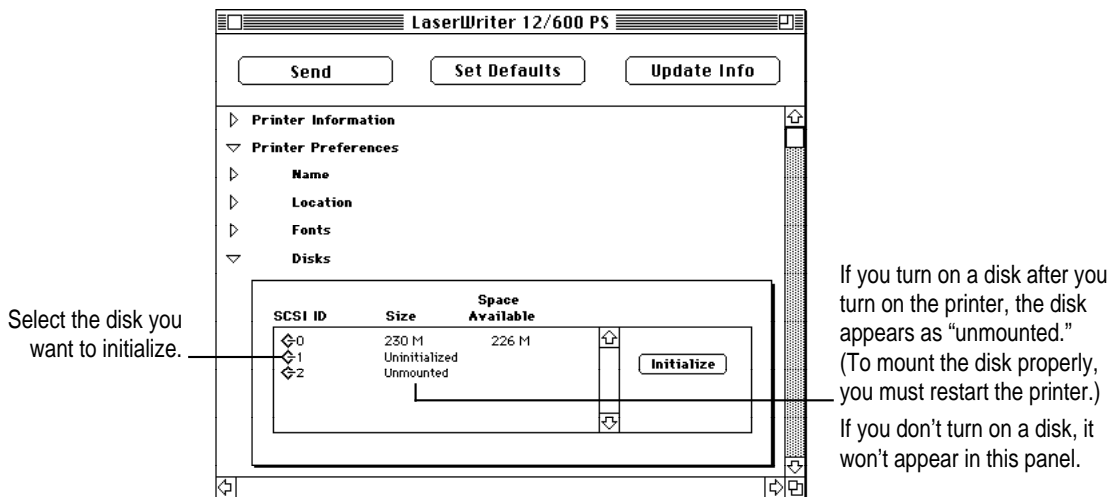 LaserWriter 12/600 PS
Send Set Defaults Update Info
Printer Information
Printer Preferences
Name
Location
Fonts
Disks
SCSI ID Size Space Available
0 230 M 226 M
1 Uninitialized
2 Unmounted
Initialize
Select the disk you
want to initialize.
If you turn on a disk after you
turn on the printer, the disk
appears as “unmounted.”
(To mount the disk properly,
you must restart the printer.)
If you don’t turn on a disk, it
won’t appear in this panel.